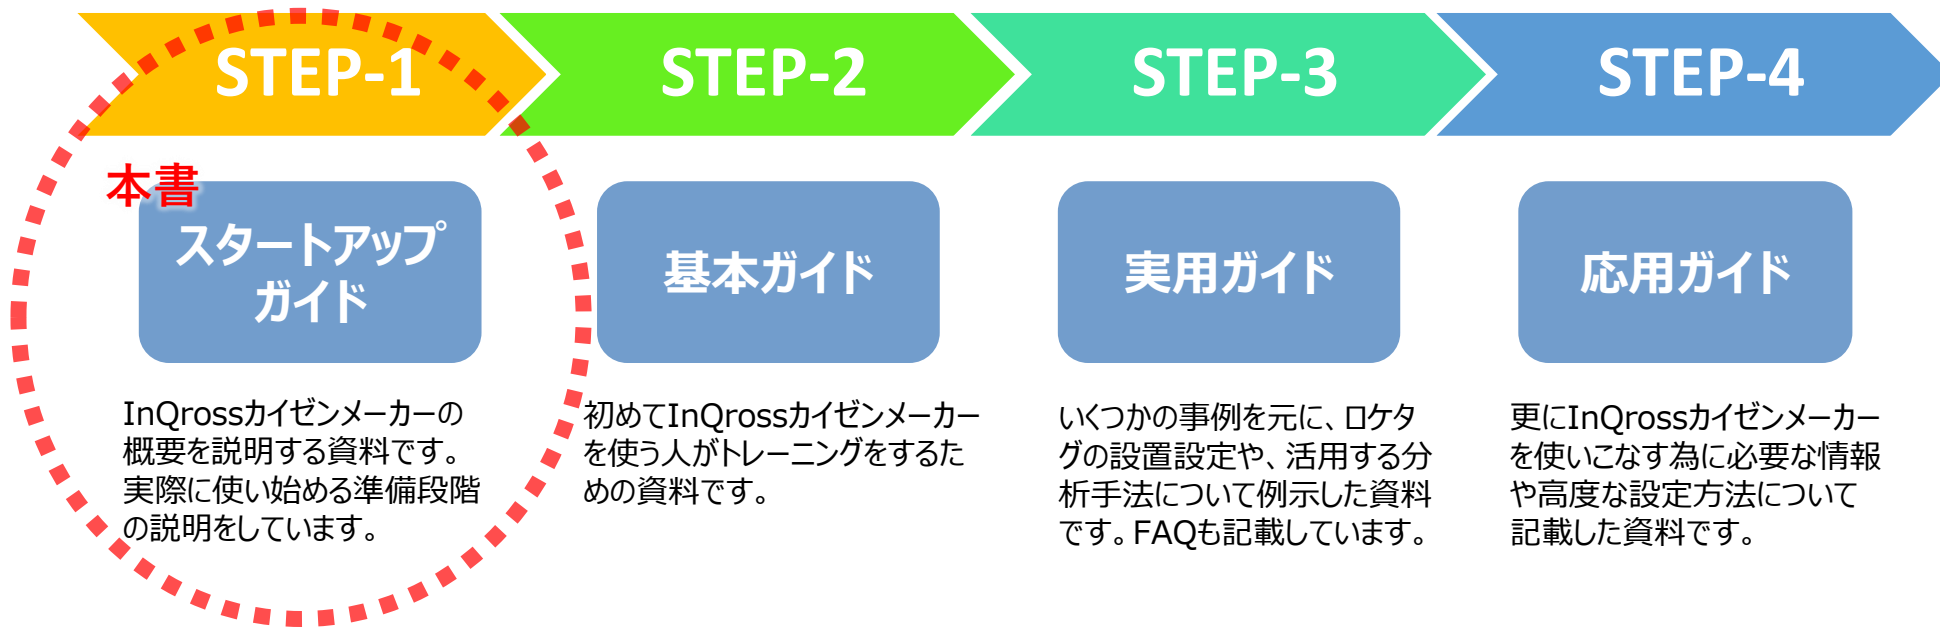 STEP-1
STEP-2
STEP-3
STEP-4
本書
スタートアップ
ガイド
基本ガイド
実用ガイド
応用ガイド
InQrossカイゼンメーカーの
概要を説明する資料です。
実際に使い始める準備段階
の説明をしています。
初めてInQrossカイゼンメーカー
を使う人がトレーニングをするた
めの資料です。
いくつかの事例を元に、ロケタ
グの設置設定や、活用する分
析手法について例示した資料
です。FAQも記載しています。
更にInQrossカイゼンメーカー
を使いこなす為に必要な情報
や高度な設定方法について
記載した資料です。